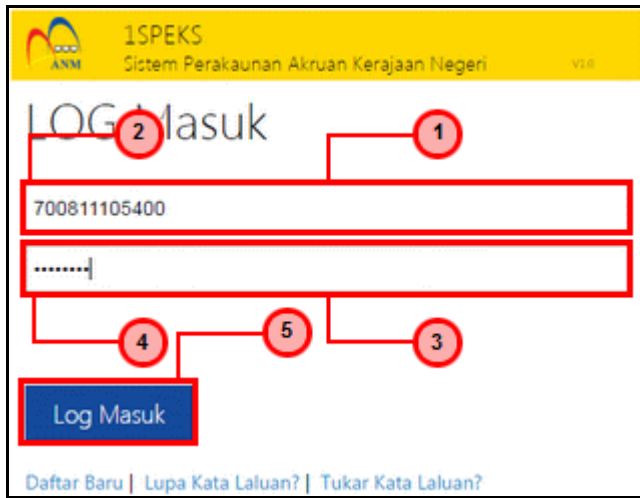 1SPEKS
ANM
Sistem Perakaunan Akruan Kerajaan Negeri V2.0
LOG Masuk
2 1
700811105400
••••••••
4 5 3
Log Masuk
Daftar Baru | Lupa Kata Laluan? | Tukar Kata Laluan?